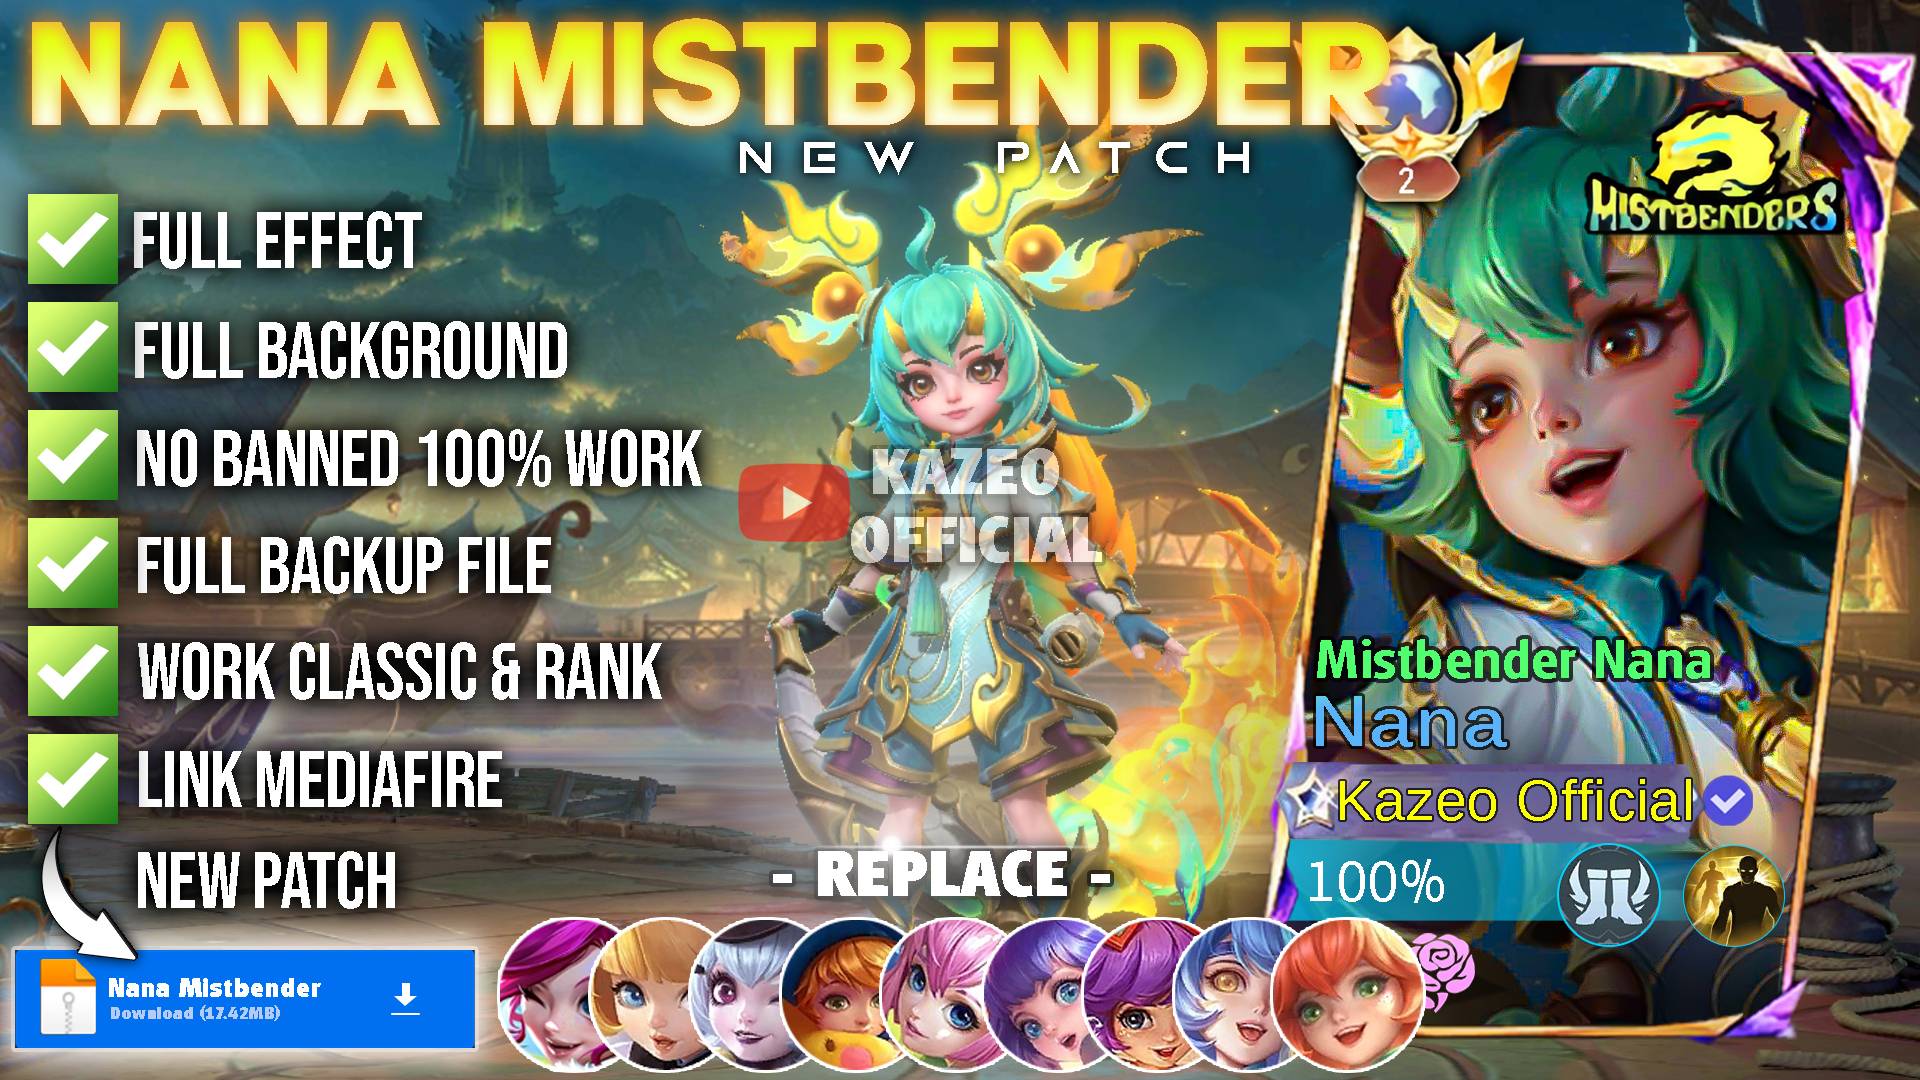 NANA MISTBENDER
NEW PATCH
2
MISTBENDERS
FULL EFFECT
FULL BACKGROUND
NO BANNED 100% WORK
FULL BACKUP FILE
WORK CLASSIC & RANK
LINK MEDIAFIRE
NEW PATCH
Nana Mistbender
Download (17.42MB)
KAZEO
OFFICIAL
- REPLACE -
Mistbender Nana
Nana
Kazeo Official
100%